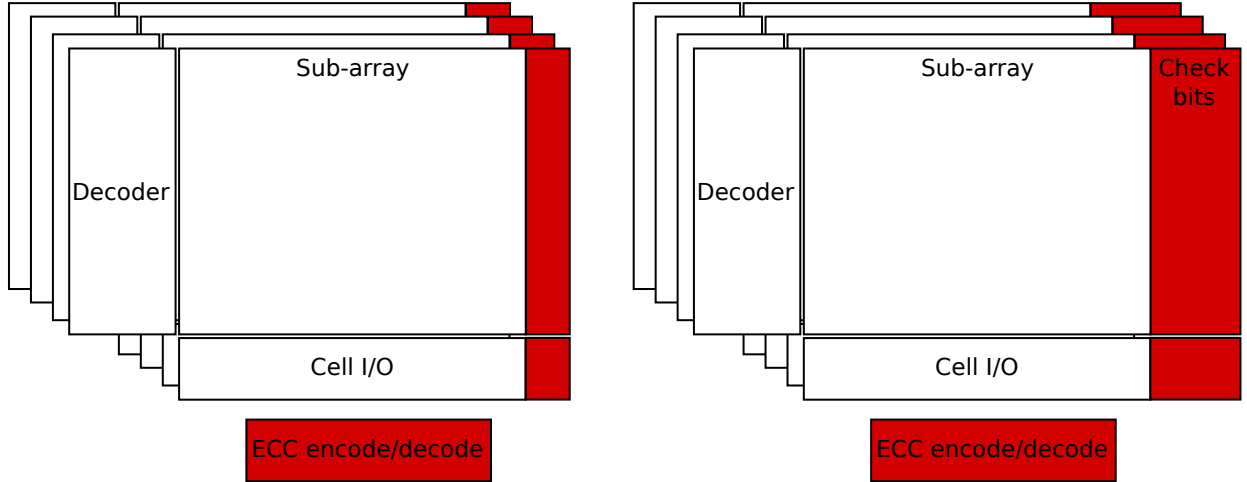 Sub-array
Decoder
Cell I/O
ECC encode/decode
Sub-array
Check
bits
Decoder
Cell I/O
ECC encode/decode